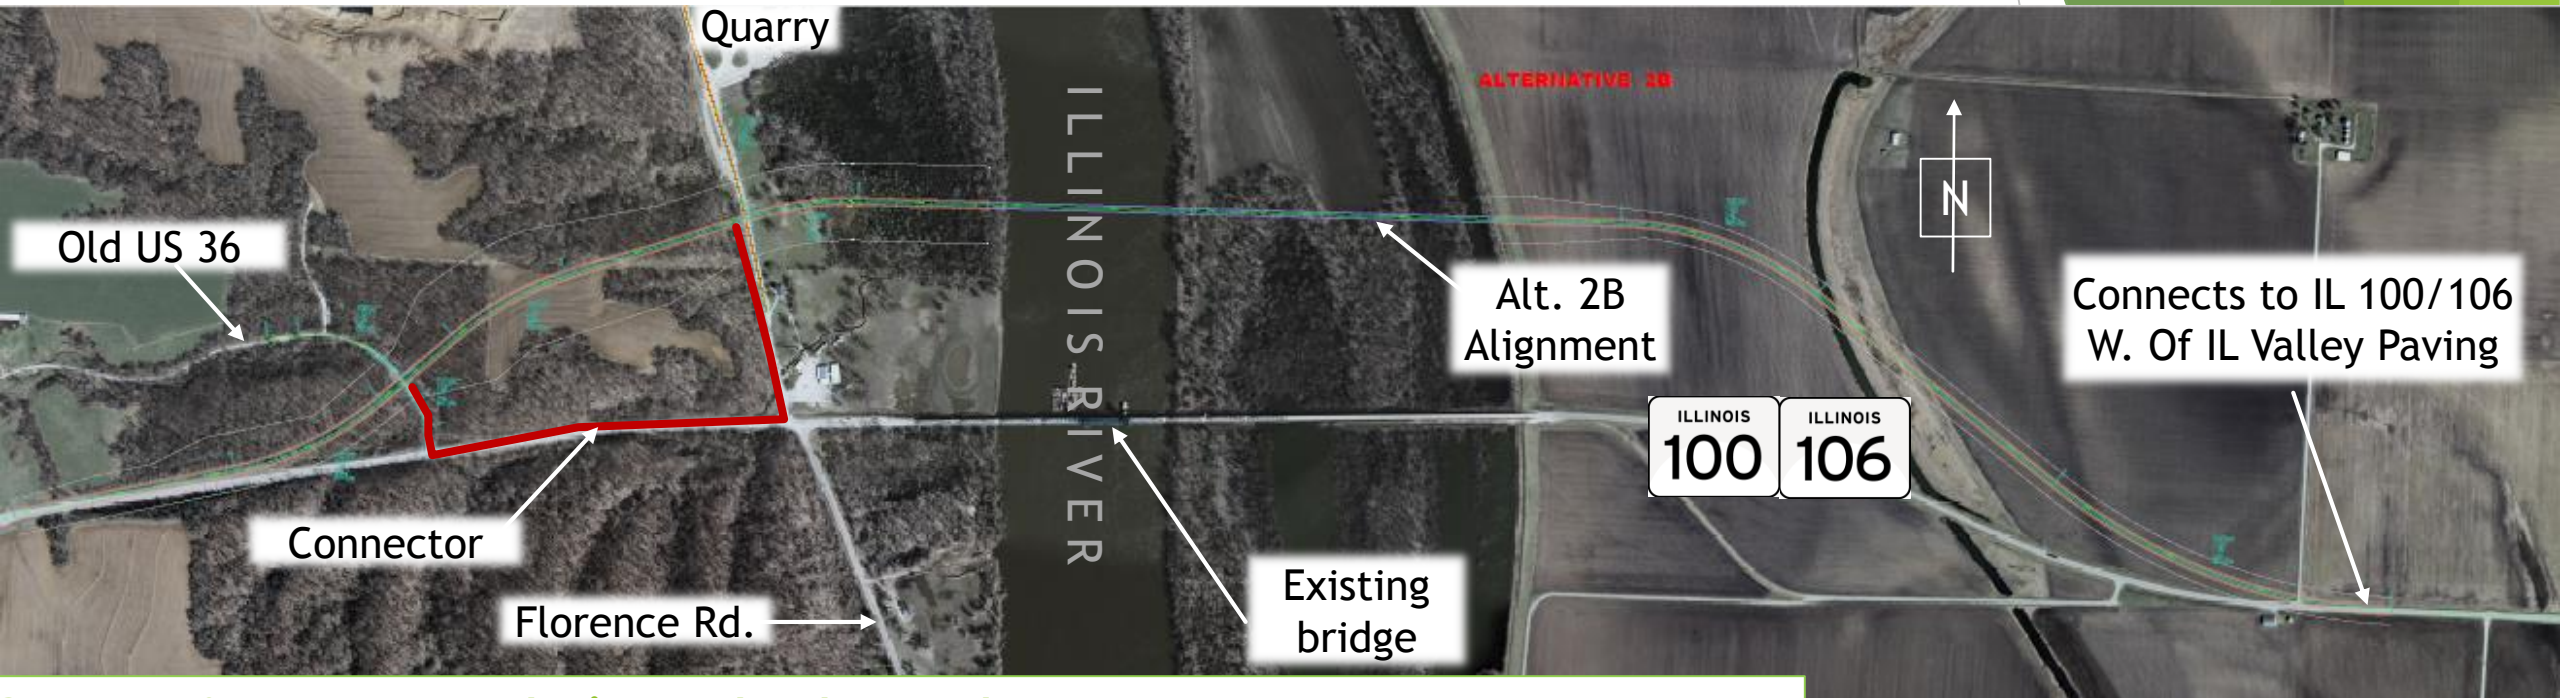 Quarry
ALTERNATIVE 2B
ILLINOIS RIVER
N
Old US 36
Alt. 2B
Alignment
Connects to IL 100/106
W. Of IL Valley Paving
ILLINOIS
100
ILLINOIS
106
Connector
Florence Rd.
Existing
bridge